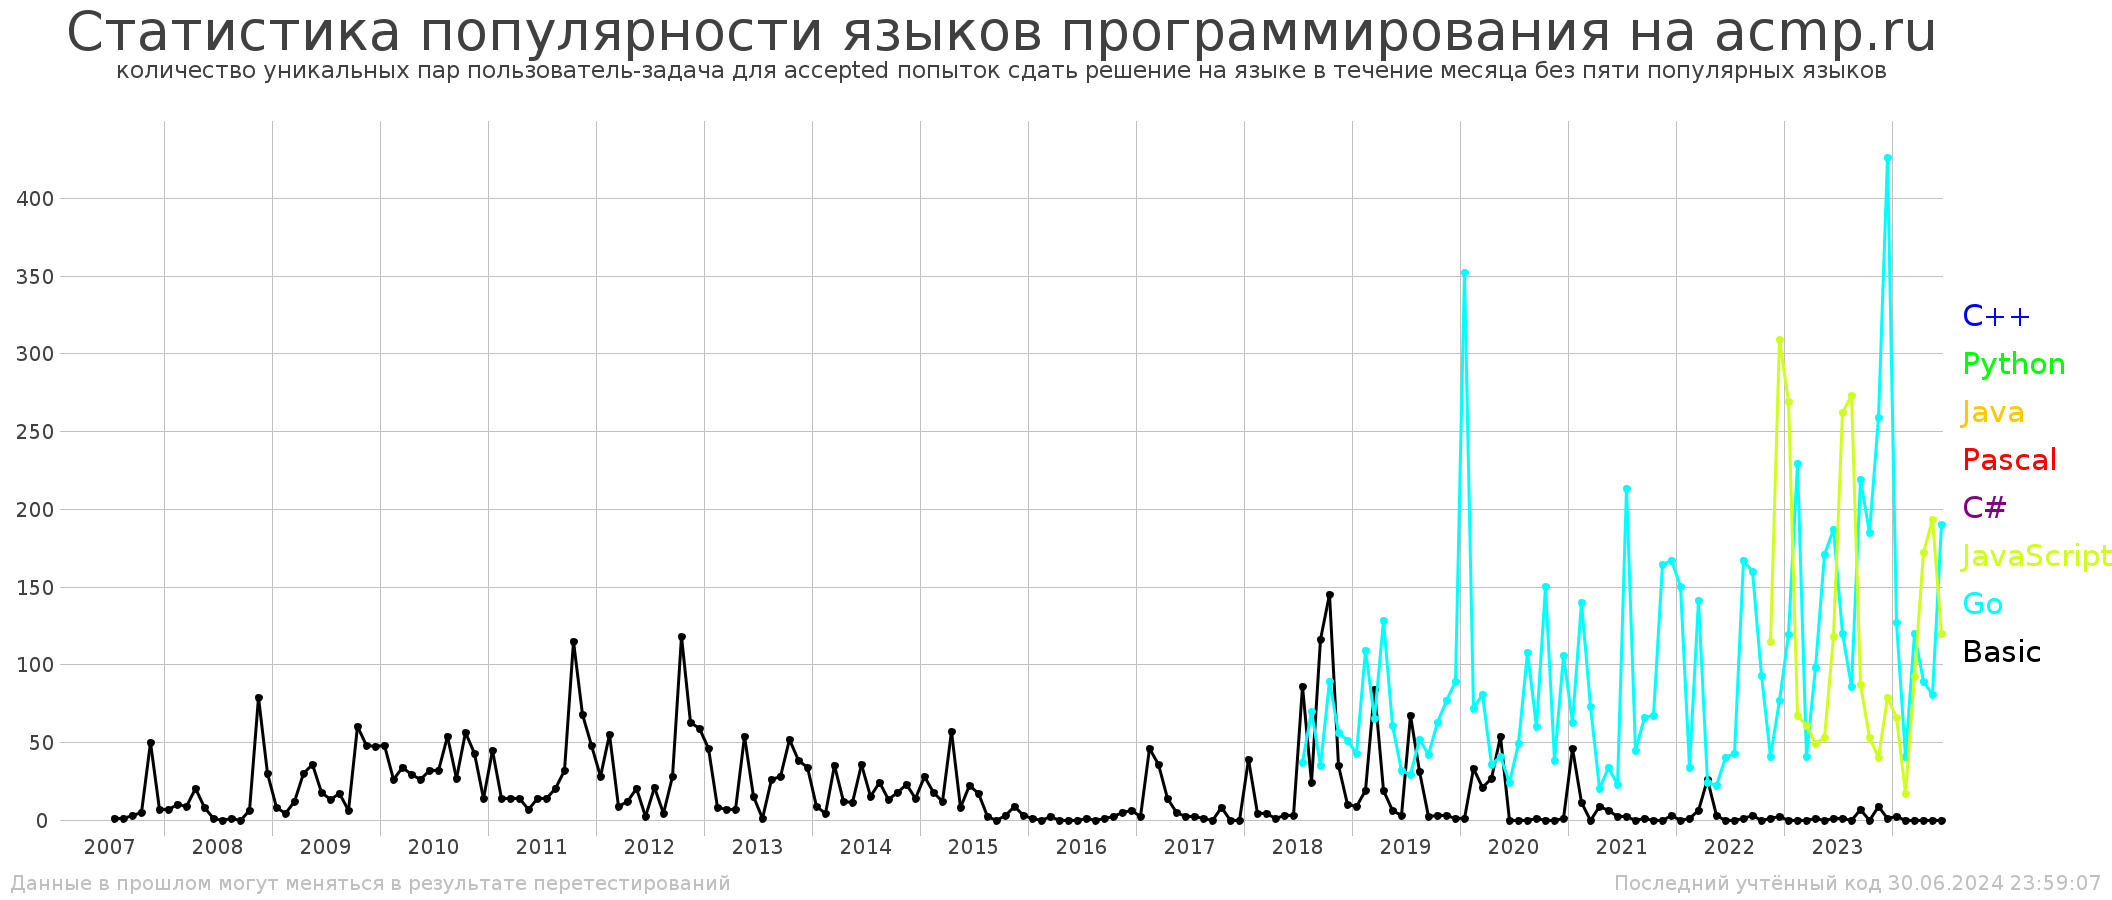 Статистика популярности языков программирования на acmp.ru
количество уникальных пар пользователь-задача для accepted попыток сдать решение на языке в течение месяца без пяти популярных языков
400
350
300
250
200
150
100
50
0
C++
Python
Java
Pascal
C#
JavaScript
Go
Basic
2007 2008 2009 2010 2011 2012 2013 2014 2015 2016 2017 2018 2019 2020 2021 2022 2023
Данные в прошлом могут меняться в результате перетестирований
Последний учтённый код 30.06.2024 23:59:07